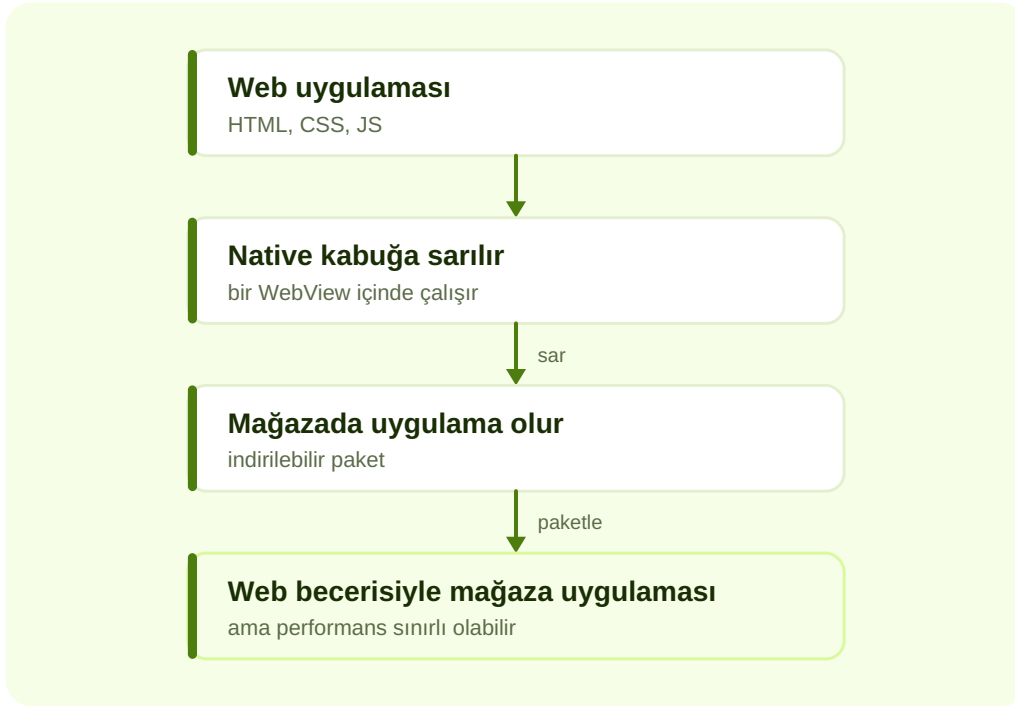 Web uygulaması
HTML, CSS, JS
Native kabuğa sarılır
bir WebView içinde çalışır
sar
Mağazada uygulama olur
indirilebilir paket
paketle
Web becerisiyle mağaza uygulaması
ama performans sınırlı olabilir